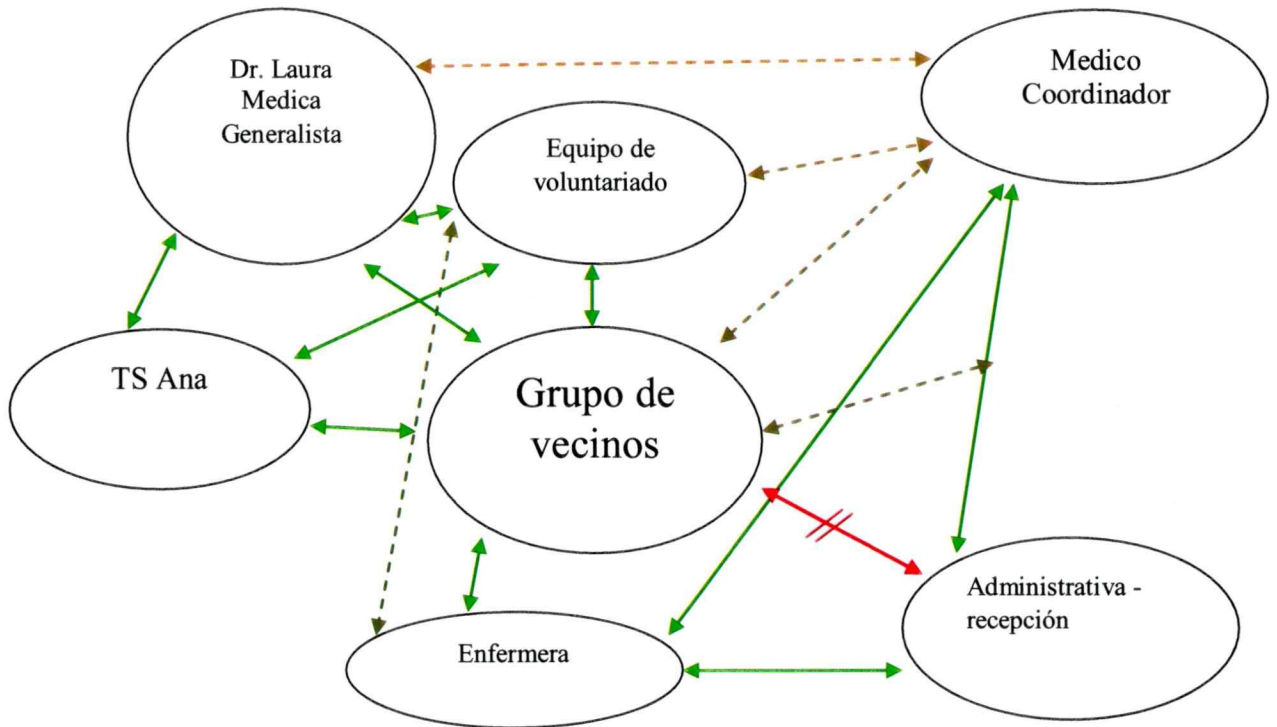 Dr. Laura
Medica
Generalista
Medico
Coordinador
Equipo de
voluntariado
TS Ana
Grupo de
vecinos
Administrativa -
recepción
Enfermera